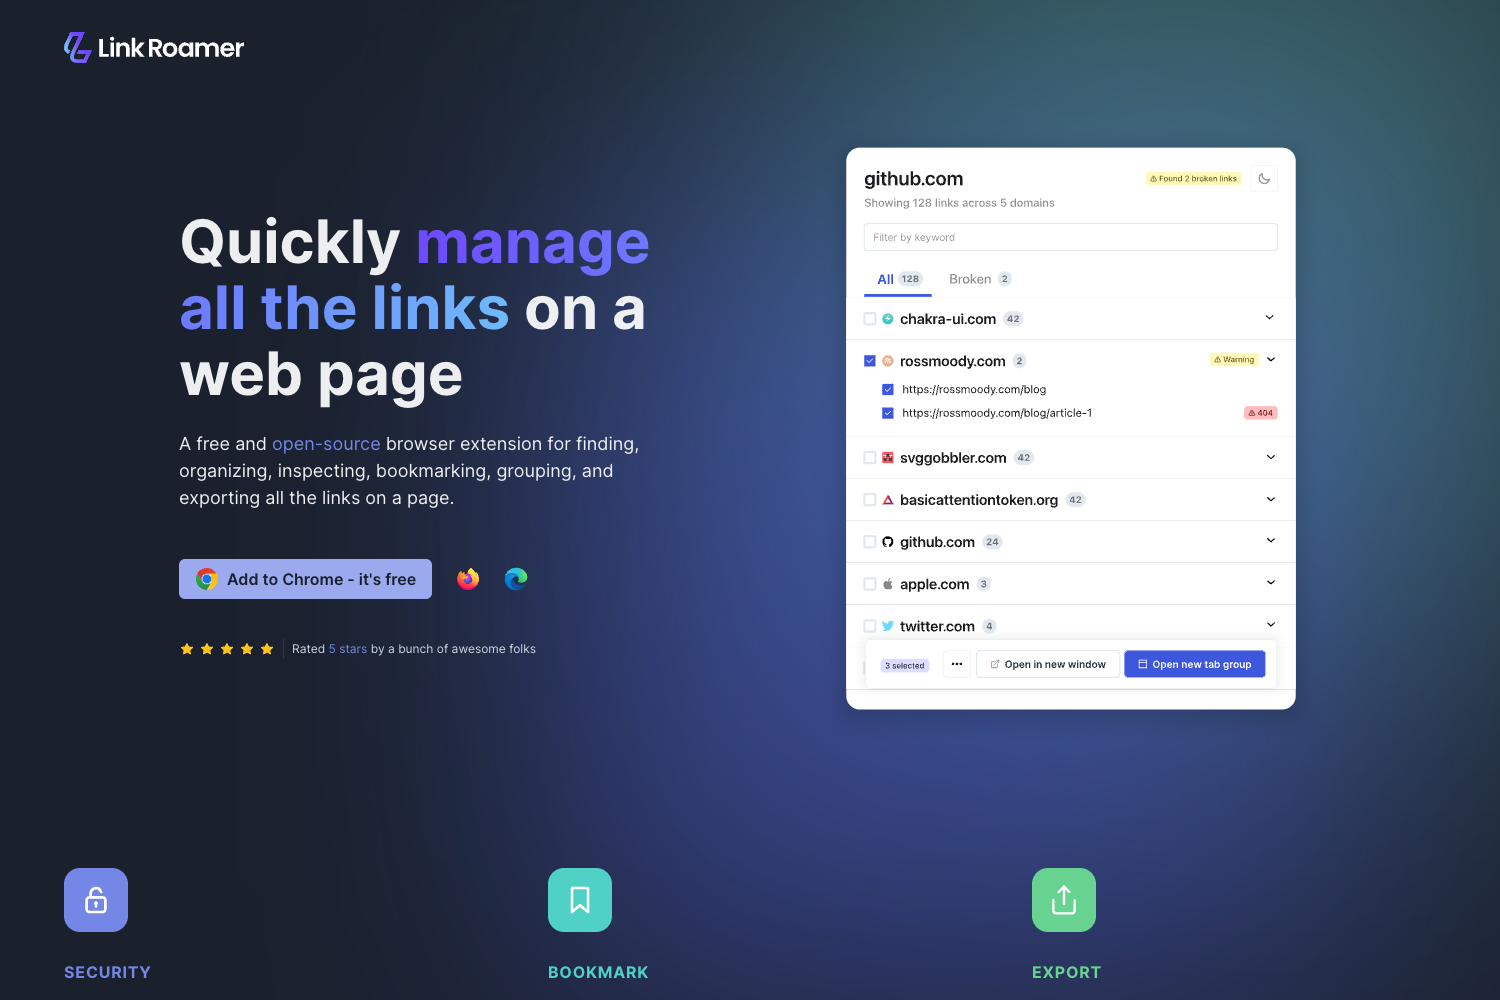 Link Roamer
Quickly manage
all the links on a
web page
A free and open-source browser extension for finding,
organizing, inspecting, bookmarking, grouping, and
exporting all the links on a page.
Add to Chrome - it's free
Rated 5 stars by a bunch of awesome folks
github.com
Found 2 broken links
Showing 128 links across 5 domains
Filter by keyword
All 128 Broken 2
chakra-ui.com 42
rossmoody.com 2 Warning
https://rossmoody.com/blog
https://rossmoody.com/blog/article-1 404
svggobbler.com 42
basicattentiontoken.org 42
github.com 24
apple.com 3
twitter.com 4
3 selected ••• Open in new window Open new tab group
SECURITY
BOOKMARK
EXPORT